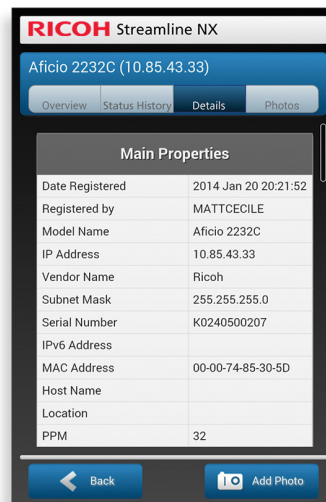 RICOH Streamline NX
Aficio 2232C (10.85.43.33)
Overview Status History Details Photos
Main Properties
Date Registered 2014 Jan 20 20:21:52
Registered by MATTCECILE
Model Name Aficio 2232C
IP Address 10.85.43.33
Vendor Name Ricoh
Subnet Mask 255.255.255.0
Serial Number K0240500207
IPv6 Address
MAC Address 00-00-74-85-30-5D
Host Name
Location
PPM 32
Back Add Photo